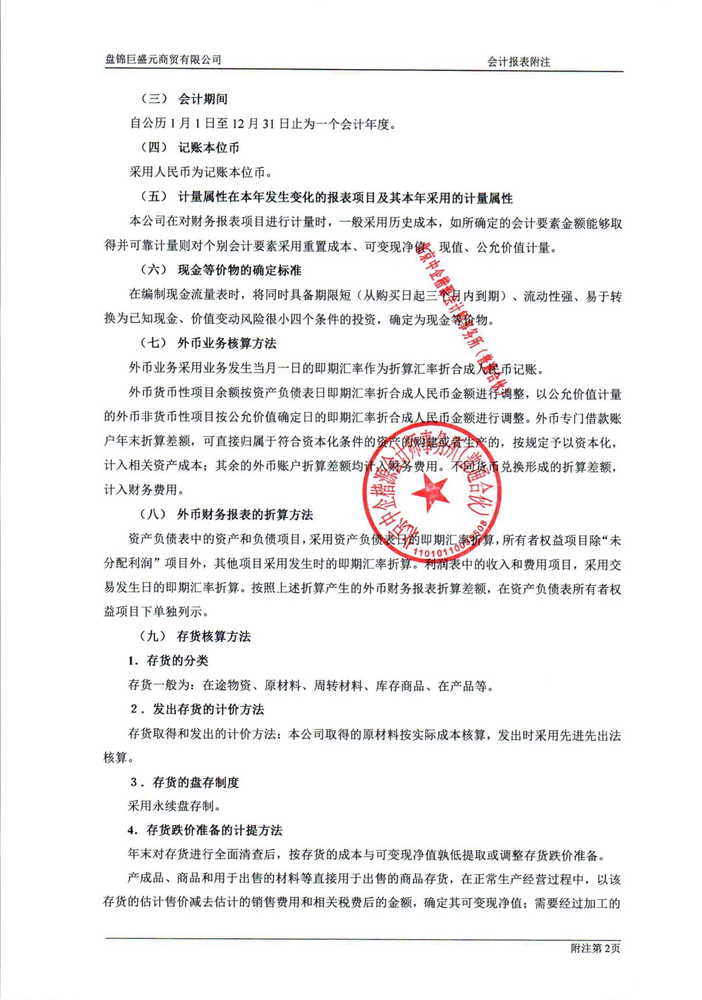 盘锦巨盛元商贸有限公司 会计报表附注
（三） 会计期间
自公历 1 月 1 日至 12 月 31 日止为一个会计年度。
（四） 记账本位币
采用人民币为记账本位币。
（五） 计量属性在本年发生变化的报表项目及其本年采用的计量属性
本公司在对财务报表项目进行计量时，一般采用历史成本，如所确定的会计要素金额能够取
得并可靠计量则对个别会计要素采用重置成本、可变现净值、现值、公允价值计量。
（六） 现金等价物的确定标准
在编制现金流量表时，将同时具备期限短（从购买日起三个月内到期）、流动性强、易于转
换为已知现金、价值变动风险很小四个条件的投资，确定为现金等价物。
（七） 外币业务核算方法
外币业务采用业务发生当月一日的即期汇率作为折算汇率折合成人民币记账。
外币货币性项目余额按资产负债表日即期汇率折合成人民币金额进行调整，以公允价值计量
的外币非货币性项目按公允价值确定日的即期汇率折合成人民币金额进行调整。外币专门借款账
户年末折算差额，可直接归属于符合资本化条件的资产的购建或者生产的，按规定予以资本化，
计入相关资产成本；其余的外币账户折算差额均计入财务费用。不同货币兑换形成的折算差额，
计入财务费用。
（八） 外币财务报表的折算方法
资产负债表中的资产和负债项目，采用资产负债表日的即期汇率折算，所有者权益项目除“未
分配利润”项目外，其他项目采用发生时的即期汇率折算。利润表中的收入和费用项目，采用交
易发生日的即期汇率折算。按照上述折算产生的外币财务报表折算差额，在资产负债表所有者权
益项目下单独列示。
（九） 存货核算方法
1．存货的分类
存货一般为：在途物资、原材料、周转材料、库存商品、在产品等。
２．发出存货的计价方法
存货取得和发出的计价方法：本公司取得的原材料按实际成本核算，发出时采用先进先出法
核算。
３．存货的盘存制度
采用永续盘存制。
4．存货跌价准备的计提方法
年末对存货进行全面清查后，按存货的成本与可变现净值孰低提取或调整存货跌价准备。
产成品、商品和用于出售的材料等直接用于出售的商品存货，在正常生产经营过程中，以该
存货的估计售价减去估计的销售费用和相关税费后的金额，确定其可变现净值；需要经过加工的
附注第 2页
北京中企楷源会计师事务所（普通合伙）
北京中企楷源会计师事务所（普通合伙）